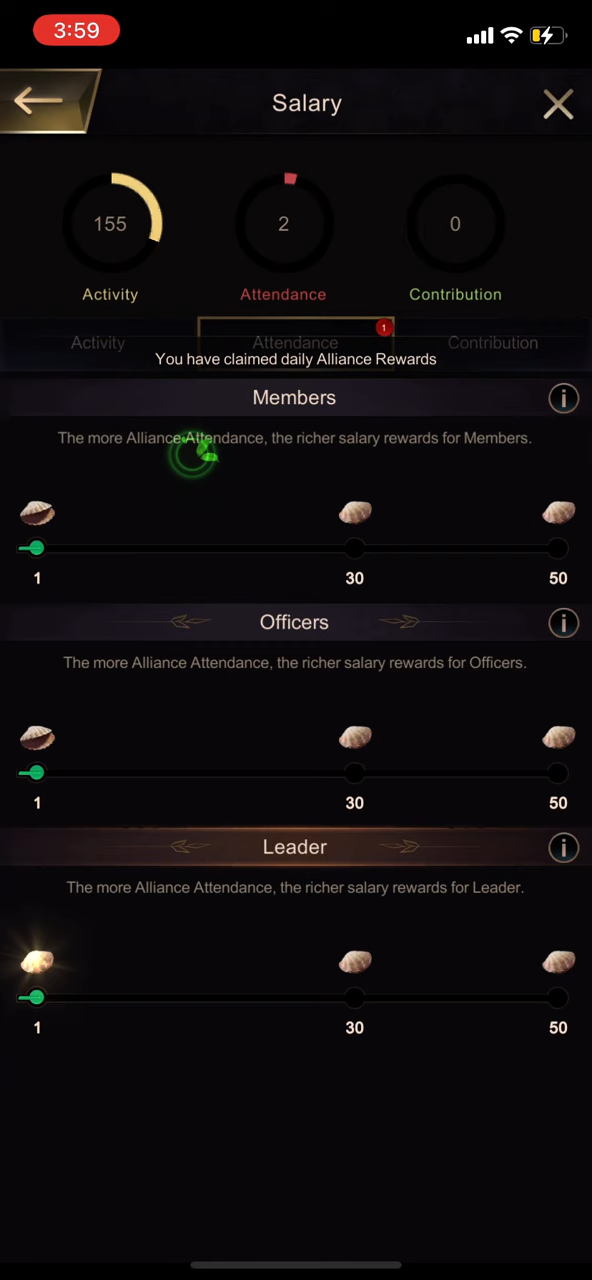 3:59
Salary
155
2
0
Activity
Attendance
Contribution
Activity
Attendance
1
Contribution
You have claimed daily Alliance Rewards
Members
i
The more Alliance Attendance, the richer salary rewards for Members.
1
30
50
Officers
i
The more Alliance Attendance, the richer salary rewards for Officers.
1
30
50
Leader
i
The more Alliance Attendance, the richer salary rewards for Leader.
1
30
50